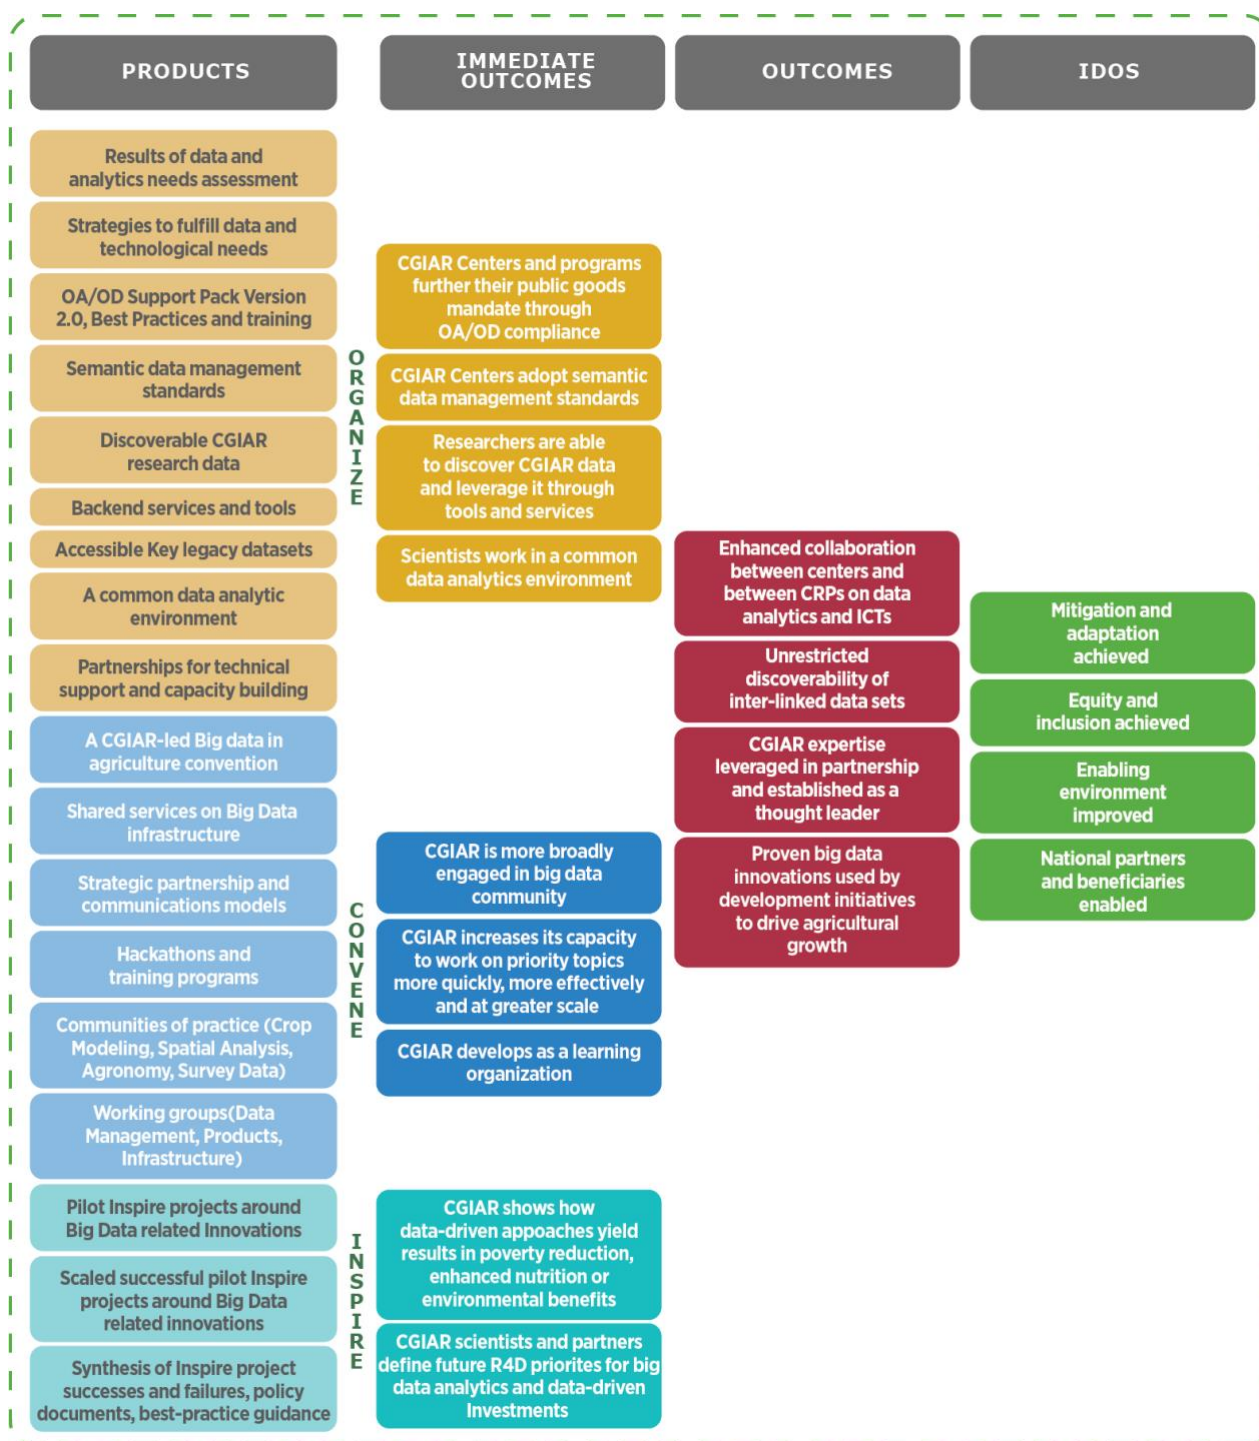 PRODUCTS
IMMEDIATE
OUTCOMES
OUTCOMES
IDOS
Results of data and
analytics needs assessment
Strategies to fulfill data and
technological needs
OA/OD Support Pack Version
2.0, Best Practices and training
Semantic data management
standards
Discoverable CGIAR
research data
Backend services and tools
Accessible Key legacy datasets
A common data analytic
environment
Partnerships for technical
support and capacity building
A CGIAR-led Big data in
agriculture convention
Shared services on Big Data
infrastructure
Strategic partnership and
communications models
Hackathons and
training programs
Communities of practice (Crop
Modeling, Spatial Analysis,
Agronomy, Survey Data)
Working groups(Data
Management, Products,
Infrastructure)
Pilot Inspire projects around
Big Data related Innovations
Scaled successful pilot Inspire
projects around Big Data
related innovations
Synthesis of Inspire project
successes and failures, policy
documents, best-practice guidance
ORGANIZE
CONVENE
INSPIRE
CGIAR Centers and programs
further their public goods
mandate through
OA/OD compliance
CGIAR Centers adopt semantic
data management standards
Researchers are able
to discover CGIAR data
and leverage it through
tools and services
Scientists work in a common
data analytics environment
CGIAR is more broadly
engaged in big data
community
CGIAR increases its capacity
to work on priority topics
more quickly, more effectively
and at greater scale
CGIAR develops as a learning
organization
CGIAR shows how
data-driven appoaches yield
results in poverty reduction,
enhanced nutrition or
environmental benefits
CGIAR scientists and partners
define future R4D priorites for big
data analytics and data-driven
Investments
Enhanced collaboration
between centers and
between CRPs on data
analytics and ICTs
Unrestricted
discoverability of
inter-linked data sets
CGIAR expertise
leveraged in partnership
and established as a
thought leader
Proven big data
innovations used by
development initiatives
to drive agricultural
growth
Mitigation and
adaptation
achieved
Equity and
inclusion achieved
Enabling
environment
improved
National partners
and beneficiaries
enabled